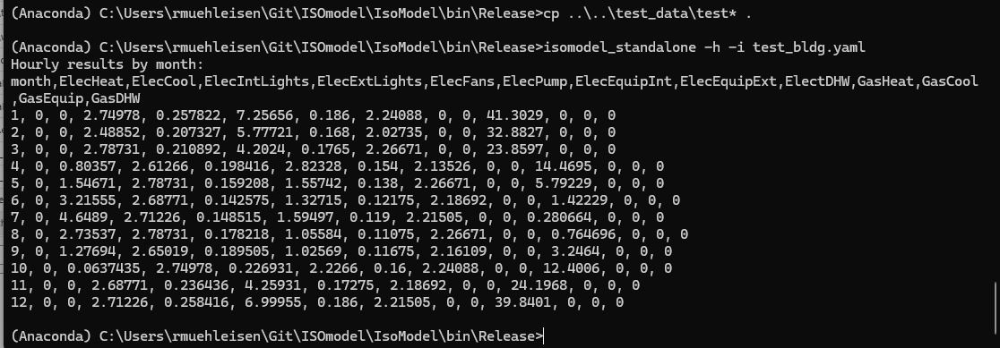 (Anaconda) C:\Users\rmuehleisen\Git\ISOmodel\IsoModel\bin\Release>cp ..\..\test_data\test* .
(Anaconda) C:\Users\rmuehleisen\Git\ISOmodel\IsoModel\bin\Release>isomodel_standalone -h -i test_bldg.yaml
Hourly results by month:
month,ElecHeat,ElecCool,ElecIntLights,ElecExtLights,ElecFans,ElecPump,ElecEquipInt,ElecEquipExt,ElectDHW,GasHeat,GasCool
,GasEquip,GasDHW
1, 0, 0, 2.74978, 0.257822, 7.25656, 0.186, 2.24088, 0, 0, 41.3029, 0, 0, 0
2, 0, 0, 2.48852, 0.207327, 5.77721, 0.168, 2.02735, 0, 0, 32.8827, 0, 0, 0
3, 0, 0, 2.78731, 0.210892, 4.2024, 0.1765, 2.26671, 0, 0, 23.8597, 0, 0, 0
4, 0, 0.80357, 2.61266, 0.198416, 2.82328, 0.154, 2.13526, 0, 0, 14.4695, 0, 0, 0
5, 0, 1.54671, 2.78731, 0.159208, 1.55742, 0.138, 2.26671, 0, 0, 5.79229, 0, 0, 0
6, 0, 3.21555, 2.68771, 0.142575, 1.32715, 0.12175, 2.18692, 0, 0, 1.42229, 0, 0, 0
7, 0, 4.6489, 2.71226, 0.148515, 1.59497, 0.119, 2.21505, 0, 0, 0.280664, 0, 0, 0
8, 0, 2.73537, 2.78731, 0.178218, 1.05584, 0.11075, 2.26671, 0, 0, 0.764696, 0, 0, 0
9, 0, 1.27694, 2.65019, 0.189505, 1.02569, 0.11675, 2.16109, 0, 0, 3.2464, 0, 0, 0
10, 0, 0.0637435, 2.74978, 0.226931, 2.2266, 0.16, 2.24088, 0, 0, 12.4006, 0, 0, 0
11, 0, 0, 2.68771, 0.236436, 4.25931, 0.17275, 2.18692, 0, 0, 24.1968, 0, 0, 0
12, 0, 0, 2.71226, 0.258416, 6.99955, 0.186, 2.21505, 0, 0, 39.8401, 0, 0, 0
(Anaconda) C:\Users\rmuehleisen\Git\ISOmodel\IsoModel\bin\Release>